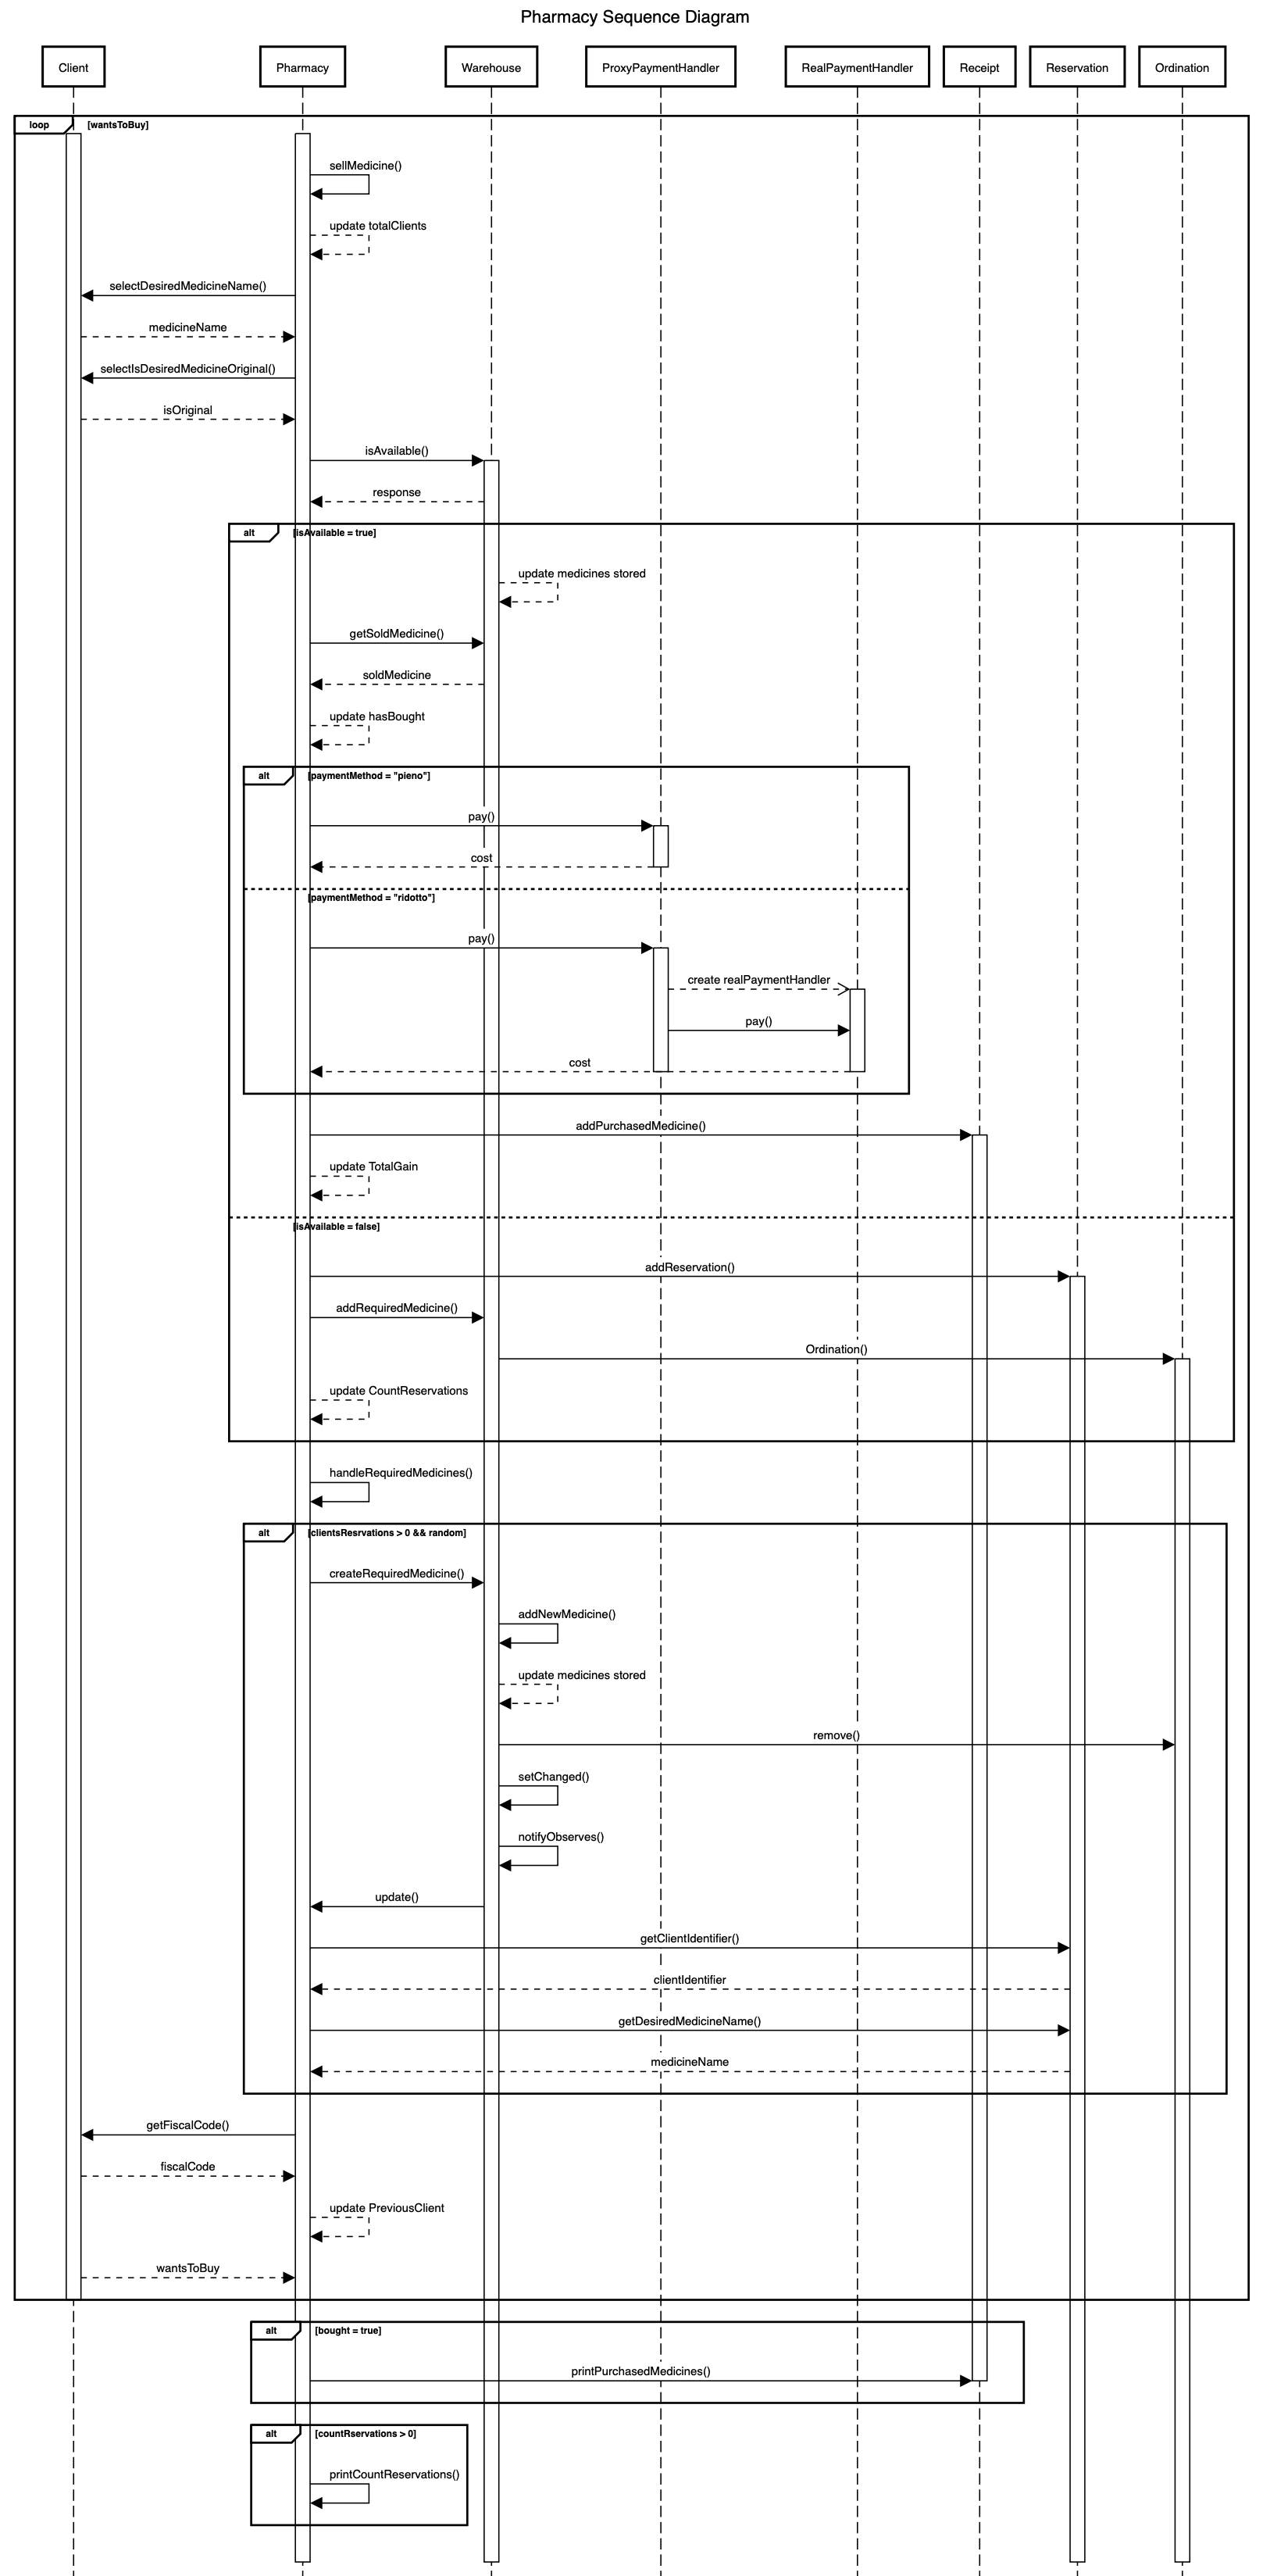 Pharmacy Sequence Diagram
Client
Pharmacy
Warehouse
ProxyPaymentHandler
RealPaymentHandler
Receipt
Reservation
Ordination
loop
[wantsToBuy]
sellMedicine()
update totalClients
selectDesiredMedicineName()
medicineName
selectIsDesiredMedicineOriginal()
isOriginal
isAvailable()
response
alt
[isAvailable = true]
update medicines stored
getSoldMedicine()
soldMedicine
update hasBought
alt
[paymentMethod = "pieno"]
pay()
cost
[paymentMethod = "ridotto"]
pay()
create realPaymentHandler
pay()
cost
addPurchasedMedicine()
update TotalGain
[isAvailable = false]
addReservation()
addRequiredMedicine()
Ordination()
update CountReservations
handleRequiredMedicines()
alt
[clientsResrvations > 0 && random]
createRequiredMedicine()
addNewMedicine()
update medicines stored
remove()
setChanged()
notifyObserves()
update()
getClientIdentifier()
clientIdentifier
getDesiredMedicineName()
medicineName
getFiscalCode()
fiscalCode
update PreviousClient
wantsToBuy
alt
[bought = true]
printPurchasedMedicines()
alt
[countRservations > 0]
printCountReservations()